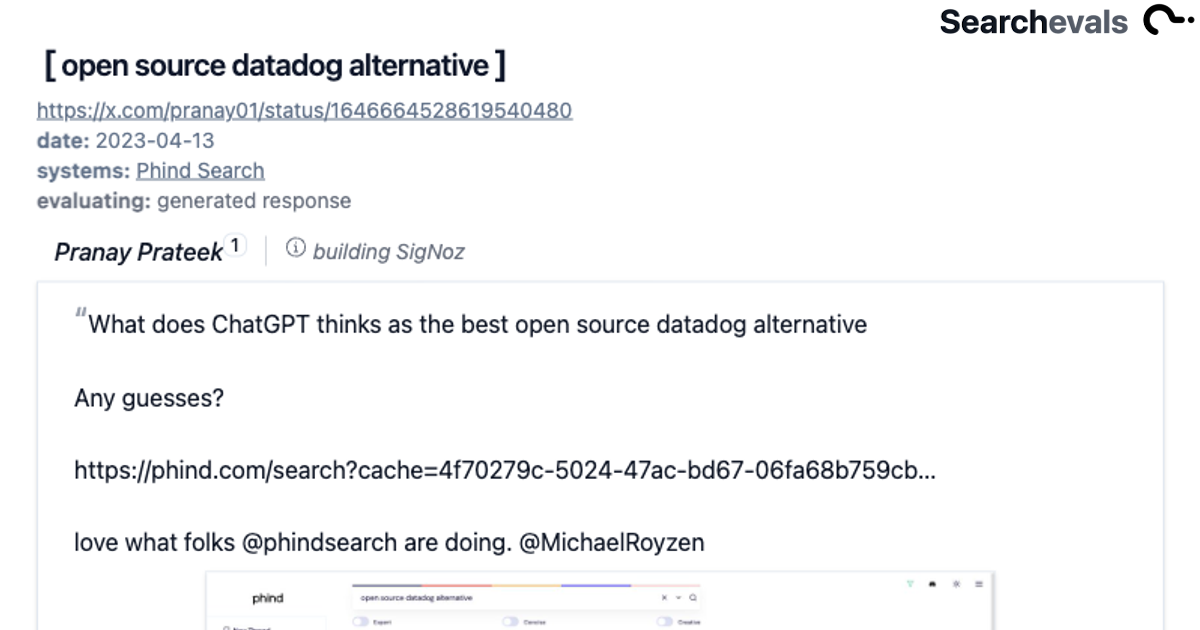 Searchevals
[ open source datadog alternative ]
https://x.com/pranay01/status/1646664528619540480
date: 2023-04-13
systems: Phind Search
evaluating: generated response
Pranay Prateek 1 building SigNoz
“What does ChatGPT thinks as the best open source datadog alternative
Any guesses?
https://phind.com/search?cache=4f70279c-5024-47ac-bd67-06fa68b759cb...
love what folks @phindsearch are doing. @MichaelRoyzen
phind
open source datadog alternative
Expert Concise Creative